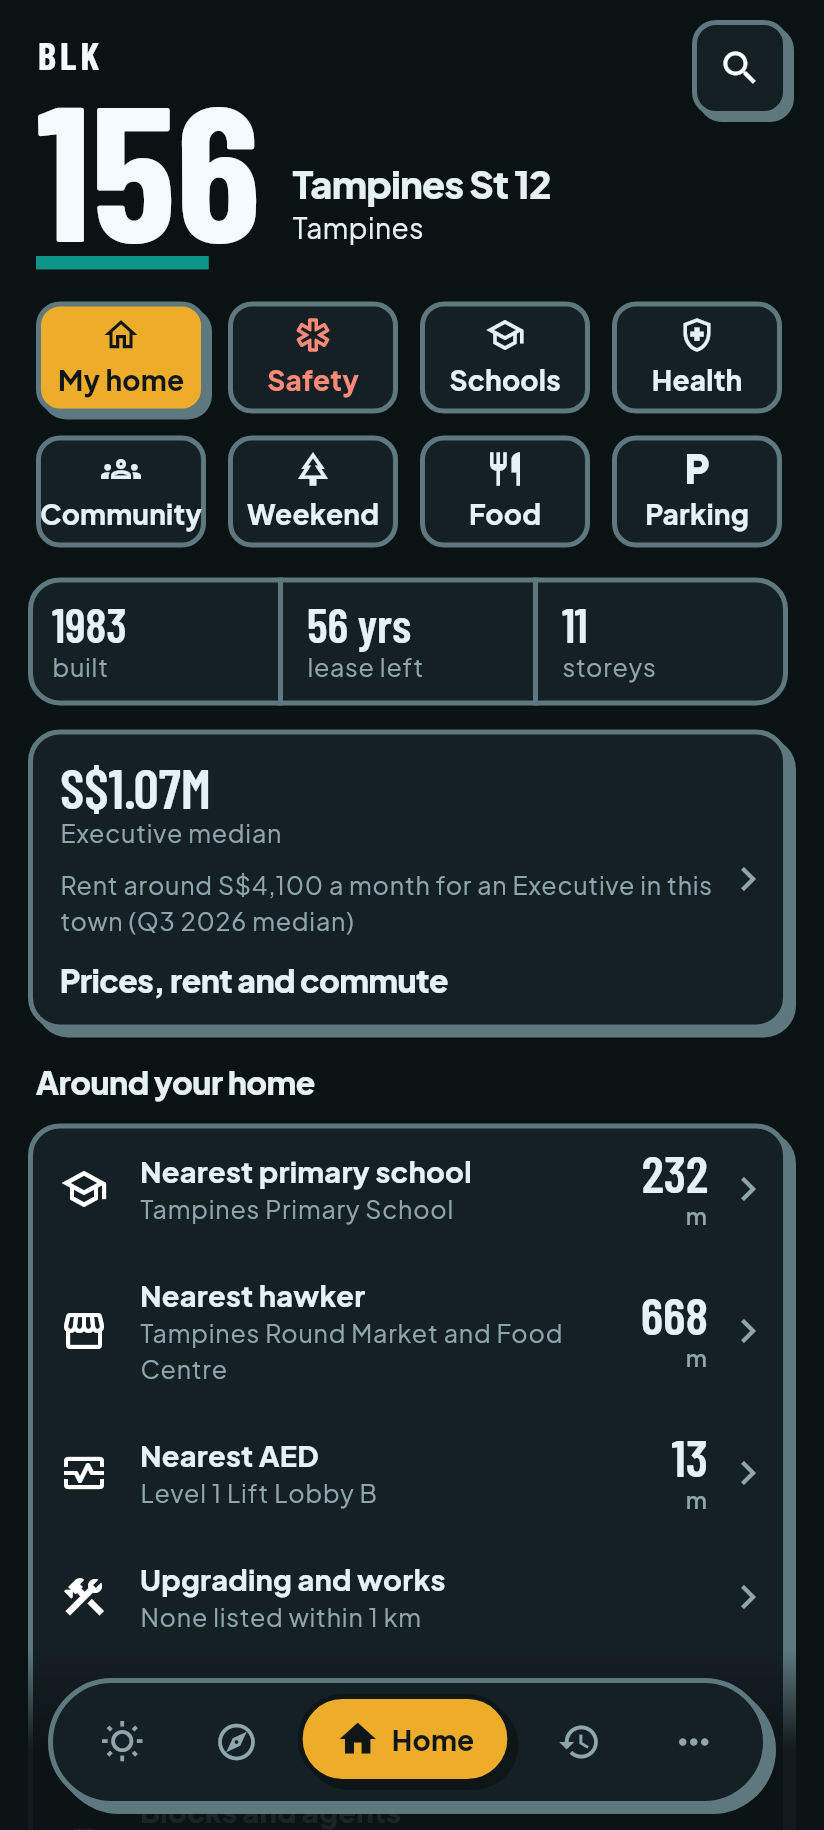 BLK
156
Tampines St 12
Tampines
My home
Safety
Schools
Health
Community
Weekend
Food
Parking
1983
built
56 yrs
lease left
11
storeys
S$1.07M
Executive median
Rent around S$4,100 a month for an Executive in this
town (Q3 2026 median)
Prices, rent and commute
Around your home
Nearest primary school
Tampines Primary School
232
m
Nearest hawker
Tampines Round Market and Food
Centre
668
m
Nearest AED
Level 1 Lift Lobby B
13
m
Upgrading and works
None listed within 1 km
Home
Blocks and agents